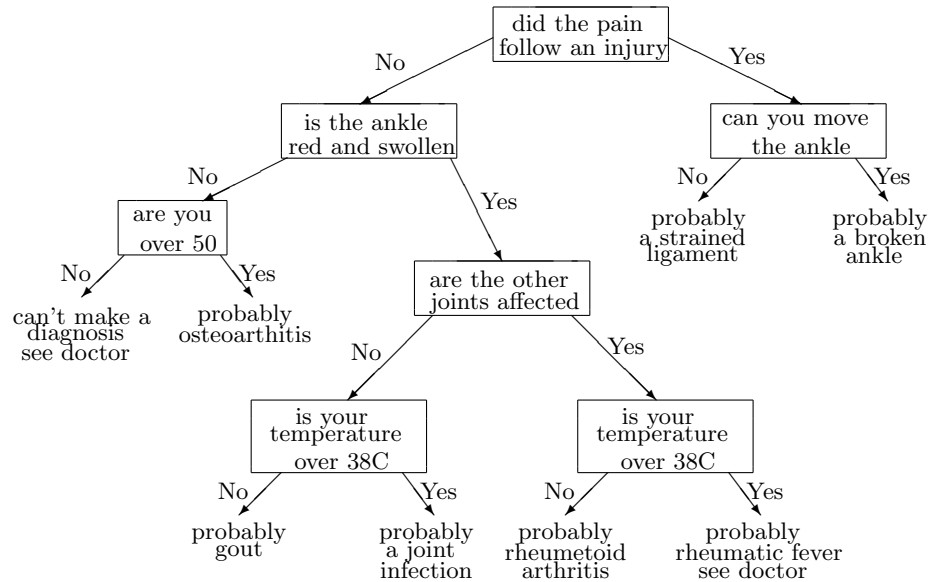 did the pain
follow an injury
No
Yes
is the ankle
red and swollen
can you move
the ankle
No
Yes
No
Yes
are you
over 50
probably
a strained
ligament
probably
a broken
ankle
No
Yes
are the other
joints affected
can't make a
diagnosis
see doctor
probably
osteoarthitis
No
Yes
is your
temperature
over 38C
is your
temperature
over 38C
No
Yes
No
Yes
probably
gout
probably
a joint
infection
probably
rheumetoid
arthritis
probably
rheumatic fever
see doctor